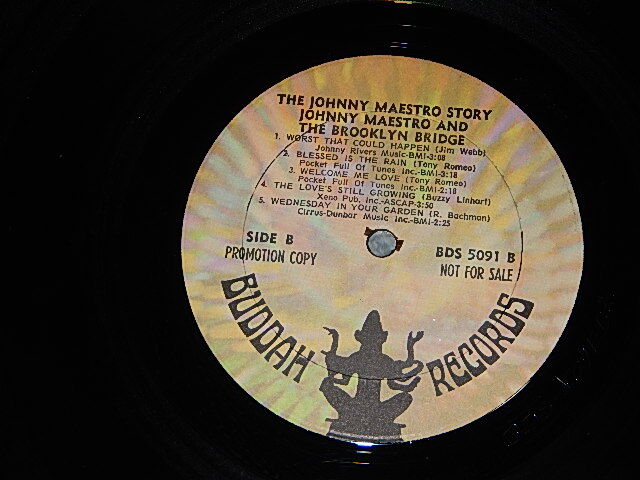 THE JOHNNY MAESTRO STORY
JOHNNY MAESTRO AND
THE BROOKLYN BRIDGE
1. WORST THAT COULD HAPPEN (Jim Webb)
Johnny Rivers Music-BMI-3:08
2. BLESSED IS THE RAIN (Tony Romeo)
Pocket Full Of Tunes Inc.-BMI-3:18
3. WELCOME ME LOVE (Tony Romeo)
Pocket Full Of Tunes Inc.-BMI-2:18
4. THE LOVE'S STILL GROWING (Buzzy Linhart)
Xeno Pub. Inc.-ASCAP-3:50
5. WEDNESDAY IN YOUR GARDEN (R. Bachman)
Cirrus-Dunbar Music Inc.-BMI-2:25
SIDE B
PROMOTION COPY
BDS 5091 B
NOT FOR SALE
BUDDAH RECORDS